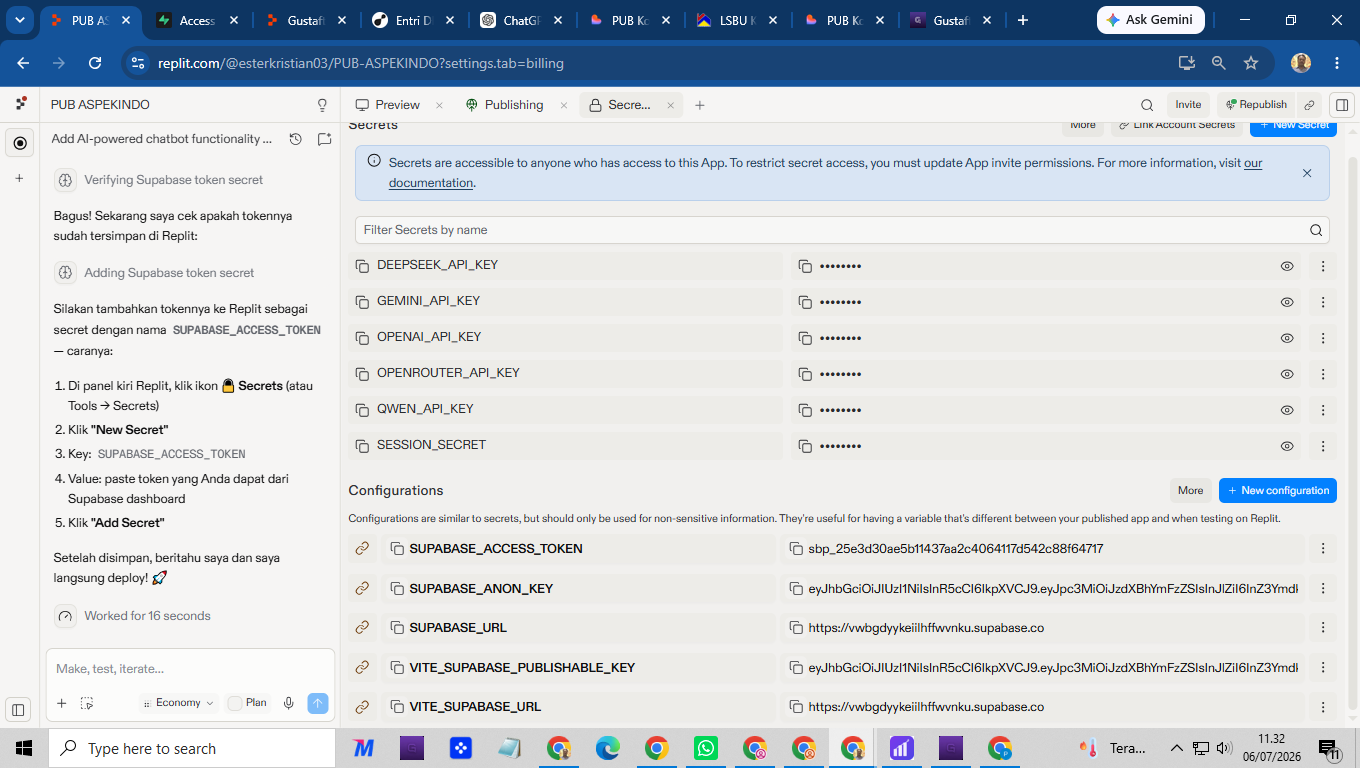 PUB AS
Access
Gustaf
Entri D
ChatGF
PUB Ko
LSBU K
PUB Ko
Gustaf
Ask Gemini
replit.com/@esterkristian03/PUB-ASPEKINDO?settings.tab=billing
PUB ASPEKINDO
Preview
Publishing
Secre...
Invite
Republish
Add AI-powered chatbot functionality ...
Verifying Supabase token secret
Bagus! Sekarang saya cek apakah tokennya
sudah tersimpan di Replit:
Adding Supabase token secret
Silakan tambahkan tokennya ke Replit sebagai
secret dengan nama SUPABASE_ACCESS_TOKEN
— caranya:
1. Di panel kiri Replit, klik ikon 🔒 Secrets (atau
Tools → Secrets)
2. Klik "New Secret"
3. Key: SUPABASE_ACCESS_TOKEN
4. Value: paste token yang Anda dapat dari
Supabase dashboard
5. Klik "Add Secret"
Setelah disimpan, beritahu saya dan saya
langsung deploy! 🚀
Worked for 16 seconds
Make, test, iterate...
Economy
Plan
Secrets
More
Link Account Secrets
+ New Secret
Secrets are accessible to anyone who has access to this App. To restrict secret access, you must update App invite permissions. For more information, visit our
documentation.
Filter Secrets by name
DEEPSEEK_API_KEY ••••••••
GEMINI_API_KEY ••••••••
OPENAI_API_KEY ••••••••
OPENROUTER_API_KEY ••••••••
QWEN_API_KEY ••••••••
SESSION_SECRET ••••••••
Configurations
More
+ New configuration
Configurations are similar to secrets, but should only be used for non-sensitive information. They're useful for having a variable that's different between your published app and when testing on Replit.
SUPABASE_ACCESS_TOKEN sbp_25e3d30ae5b11437aa2c4064117d542c88f64717
SUPABASE_ANON_KEY eyJhbGciOiJIUzI1NiIsInR5cCI6IkpXVCJ9.eyJpc3MiOiJzdXBhYmFzZSIsInJlZiI6InZ3Ymdk
SUPABASE_URL https://vwbgdyykeiilhffwvnku.supabase.co
VITE_SUPABASE_PUBLISHABLE_KEY eyJhbGciOiJIUzI1NiIsInR5cCI6IkpXVCJ9.eyJpc3MiOiJzdXBhYmFzZSIsInJlZiI6InZ3Ymdk
VITE_SUPABASE_URL https://vwbgdyykeiilhffwvnku.supabase.co
Type here to search
Tera...
11.32
06/07/2026
11